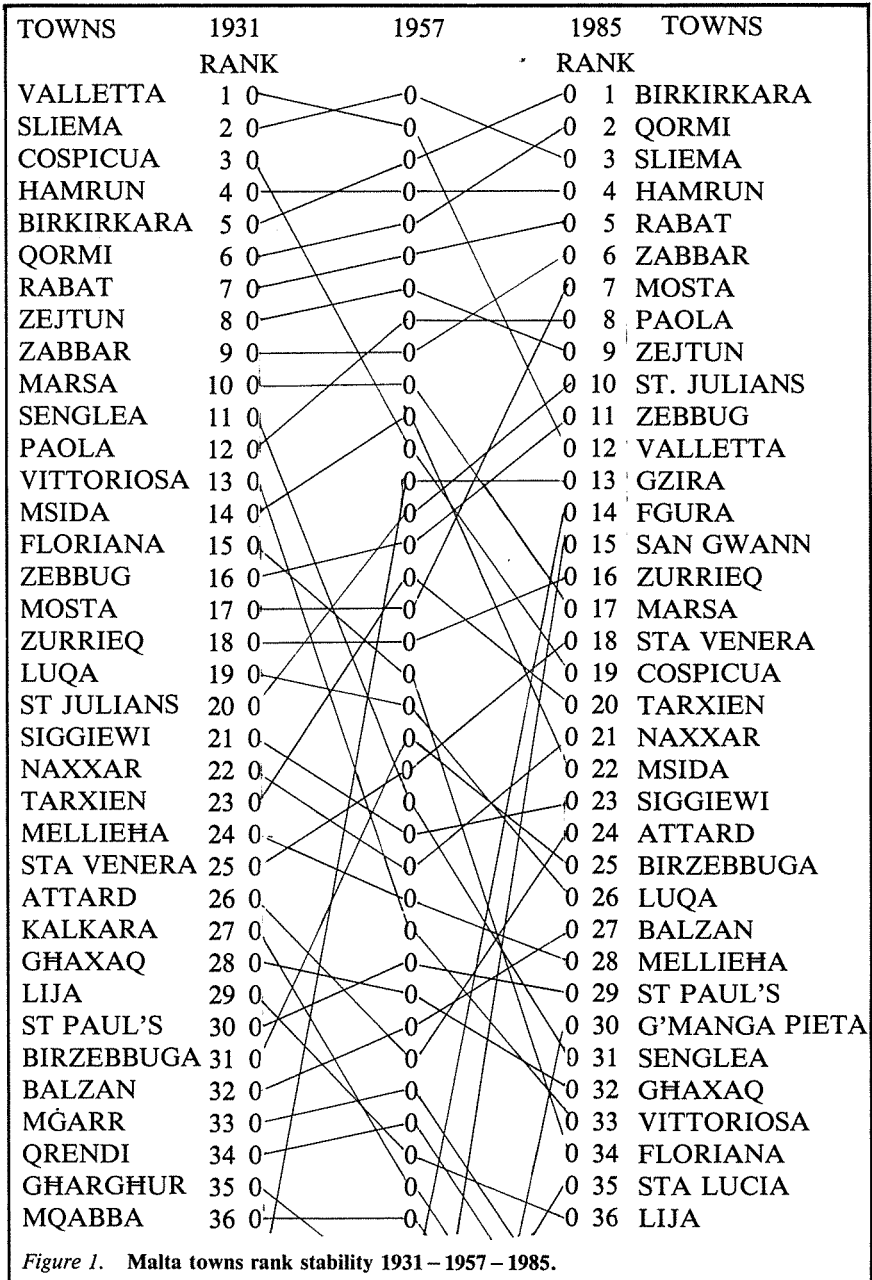 TOWNS 1931 1957 1985 TOWNS
RANK RANK
VALLETTA 1 0 0 0 1 BIRKIRKARA
SLIEMA 2 0 0 0 2 QORMI
COSPICUA 3 0 0 0 3 SLIEMA
HAMRUN 4 0 0 0 4 HAMRUN
BIRKIRKARA 5 0 0 0 5 RABAT
QORMI 6 0 0 0 6 ZABBAR
RABAT 7 0 0 0 7 MOSTA
ZEJTUN 8 0 0 0 8 PAOLA
ZABBAR 9 0 0 0 9 ZEJTUN
MARSA 10 0 0 0 10 ST. JULIANS
SENGLEA 11 0 0 0 11 ZEBBUG
PAOLA 12 0 0 0 12 VALLETTA
VITTORIOSA 13 0 0 0 13 GZIRA
MSIDA 14 0 0 0 14 FGURA
FLORIANA 15 0 0 0 15 SAN GWANN
ZEBBUG 16 0 0 0 16 ZURRIEQ
MOSTA 17 0 0 0 17 MARSA
ZURRIEQ 18 0 0 0 18 STA VENERA
LUQA 19 0 0 0 19 COSPICUA
ST JULIANS 20 0 0 0 20 TARXIEN
SIGGIEWI 21 0 0 0 21 NAXXAR
NAXXAR 22 0 0 0 22 MSIDA
TARXIEN 23 0 0 0 23 SIGGIEWI
MELLIEĦA 24 0 0 0 24 ATTARD
STA VENERA 25 0 0 0 25 BIRZEBBUGA
ATTARD 26 0 0 0 26 LUQA
KALKARA 27 0 0 0 27 BALZAN
GĦAXAQ 28 0 0 0 28 MELLIEĦA
LIJA 29 0 0 0 29 ST PAUL'S
ST PAUL'S 30 0 0 0 30 G'MANGA PIETA
BIRZEBBUGA 31 0 0 0 31 SENGLEA
BALZAN 32 0 0 0 32 GĦAXAQ
MĠARR 33 0 0 0 33 VITTORIOSA
QRENDI 34 0 0 0 34 FLORIANA
GĦARGĦUR 35 0 0 0 35 STA LUCIA
MQABBA 36 0 0 0 36 LIJA
Figure 1. Malta towns rank stability 1931 – 1957 – 1985.